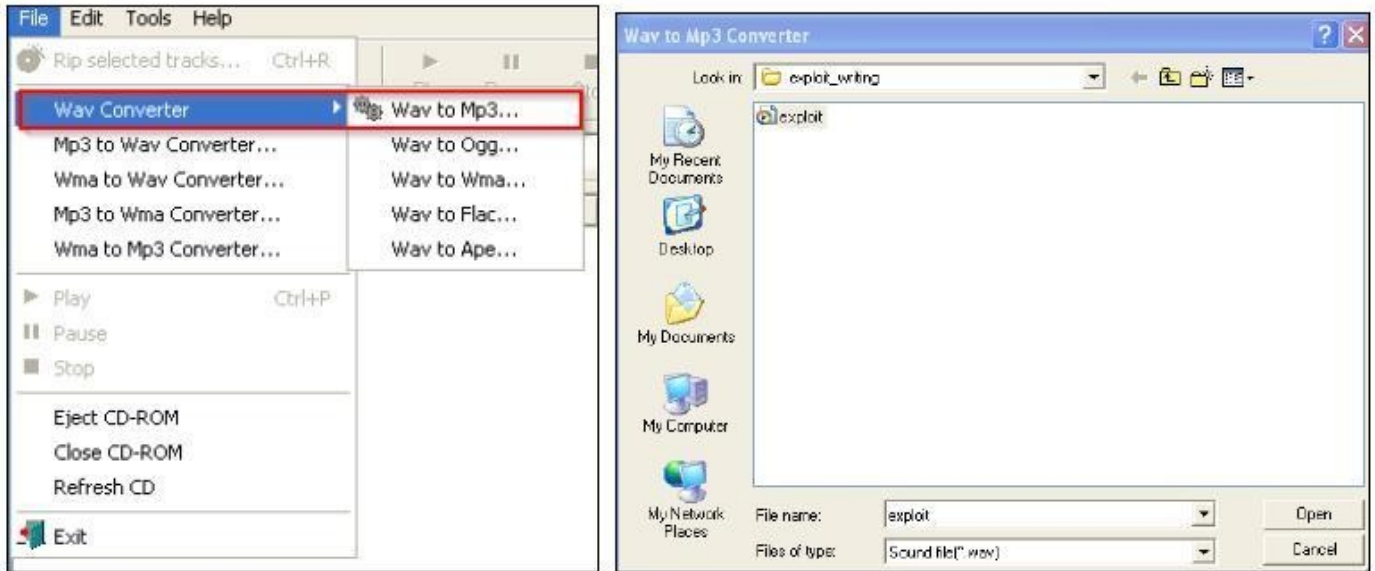 File Edit Tools Help
Rip selected tracks... Ctrl+R
Wav Converter
Mp3 to Wav Converter...
Wma to Wav Converter...
Mp3 to Wma Converter...
Wma to Mp3 Converter...
Play Ctrl+P
Pause
Stop
Eject CD-ROM
Close CD-ROM
Refresh CD
Exit
Wav to Mp3...
Wav to Ogg...
Wav to Wma...
Wav to Flac...
Wav to Ape...
Wav to Mp3 Converter
Look in: exploit_writing
exploit
My Recent
Documents
Desktop
My Documents
My Computer
My Network
Places
File name: exploit Open
Files of type: Sound file(*.wav) Cancel